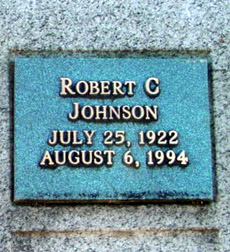 ROBERT C
JOHNSON
JULY 25, 1922
AUGUST 6, 1994